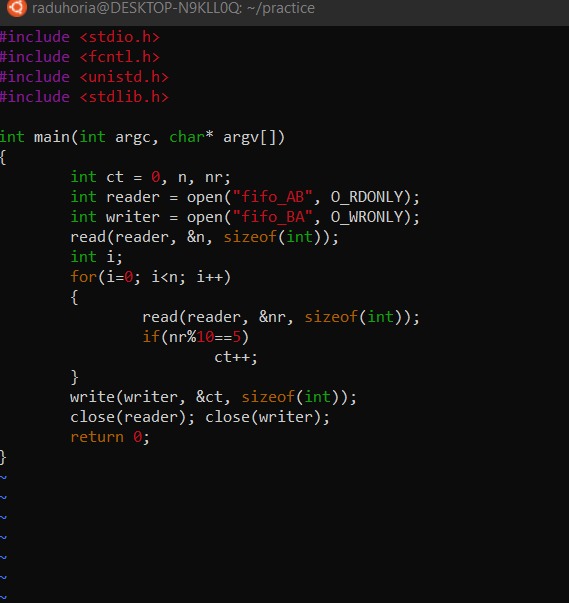 raduhoria@DESKTOP-N9KLL0Q: ~/practice
#include <stdio.h>
#include <fcntl.h>
#include <unistd.h>
#include <stdlib.h>

int main(int argc, char* argv[])
{
        int ct = 0, n, nr;
        int reader = open("fifo_AB", O_RDONLY);
        int writer = open("fifo_BA", O_WRONLY);
        read(reader, &n, sizeof(int));
        int i;
        for(i=0; i<n; i++)
        {
                read(reader, &nr, sizeof(int));
                if(nr%10==5)
                        ct++;
        }
        write(writer, &ct, sizeof(int));
        close(reader); close(writer);
        return 0;
}
~
~
~
~
~
~
~